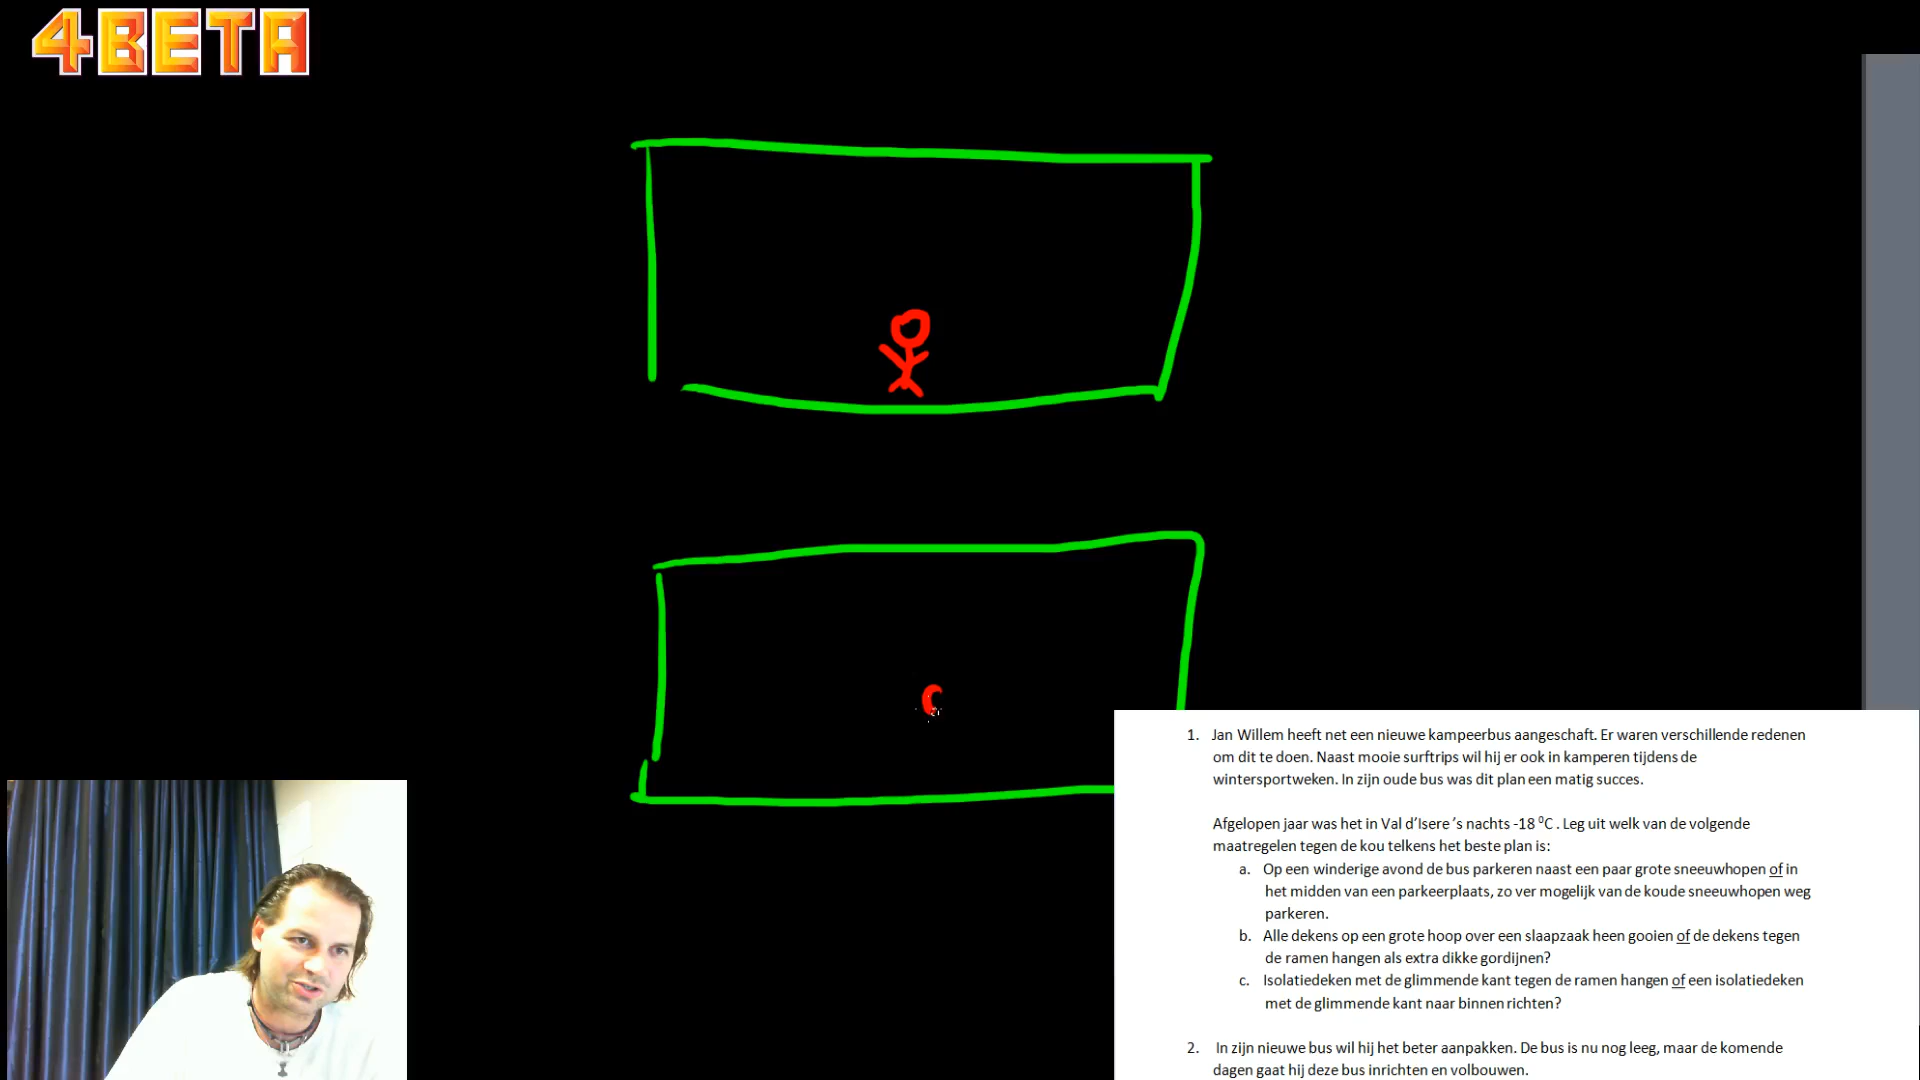 4BETA
1. Jan Willem heeft net een nieuwe kampeerbus aangeschaft. Er waren verschillende redenen
om dit te doen. Naast mooie surftrips wil hij er ook in kamperen tijdens de
wintersportweken. In zijn oude bus was dit plan een matig succes.
Afgelopen jaar was het in Val d’Isere ’s nachts -18 ⁰C . Leg uit welk van de volgende
maatregelen tegen de kou telkens het beste plan is:
a. Op een winderige avond de bus parkeren naast een paar grote sneeuwhopen of in
het midden van een parkeerplaats, zo ver mogelijk van de koude sneeuwhopen weg
parkeren.
b. Alle dekens op een grote hoop over een slaapzaak heen gooien of de dekens tegen
de ramen hangen als extra dikke gordijnen?
c. Isolatiedeken met de glimmende kant tegen de ramen hangen of een isolatiedeken
met de glimmende kant naar binnen richten?
2. In zijn nieuwe bus wil hij het beter aanpakken. De bus is nu nog leeg, maar de komende
dagen gaat hij deze bus inrichten en volbouwen.